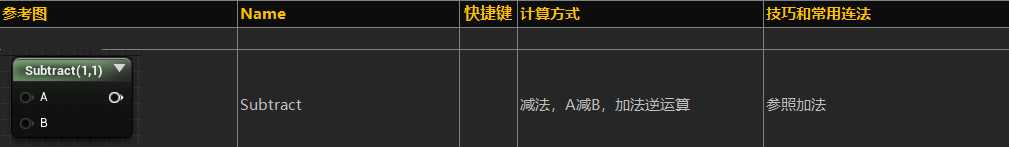 参考图 Name 快捷键 计算方式 技巧和常用连法
Subtract(1,1)
A
B
Subtract 减法，A减B，加法逆运算 参照加法